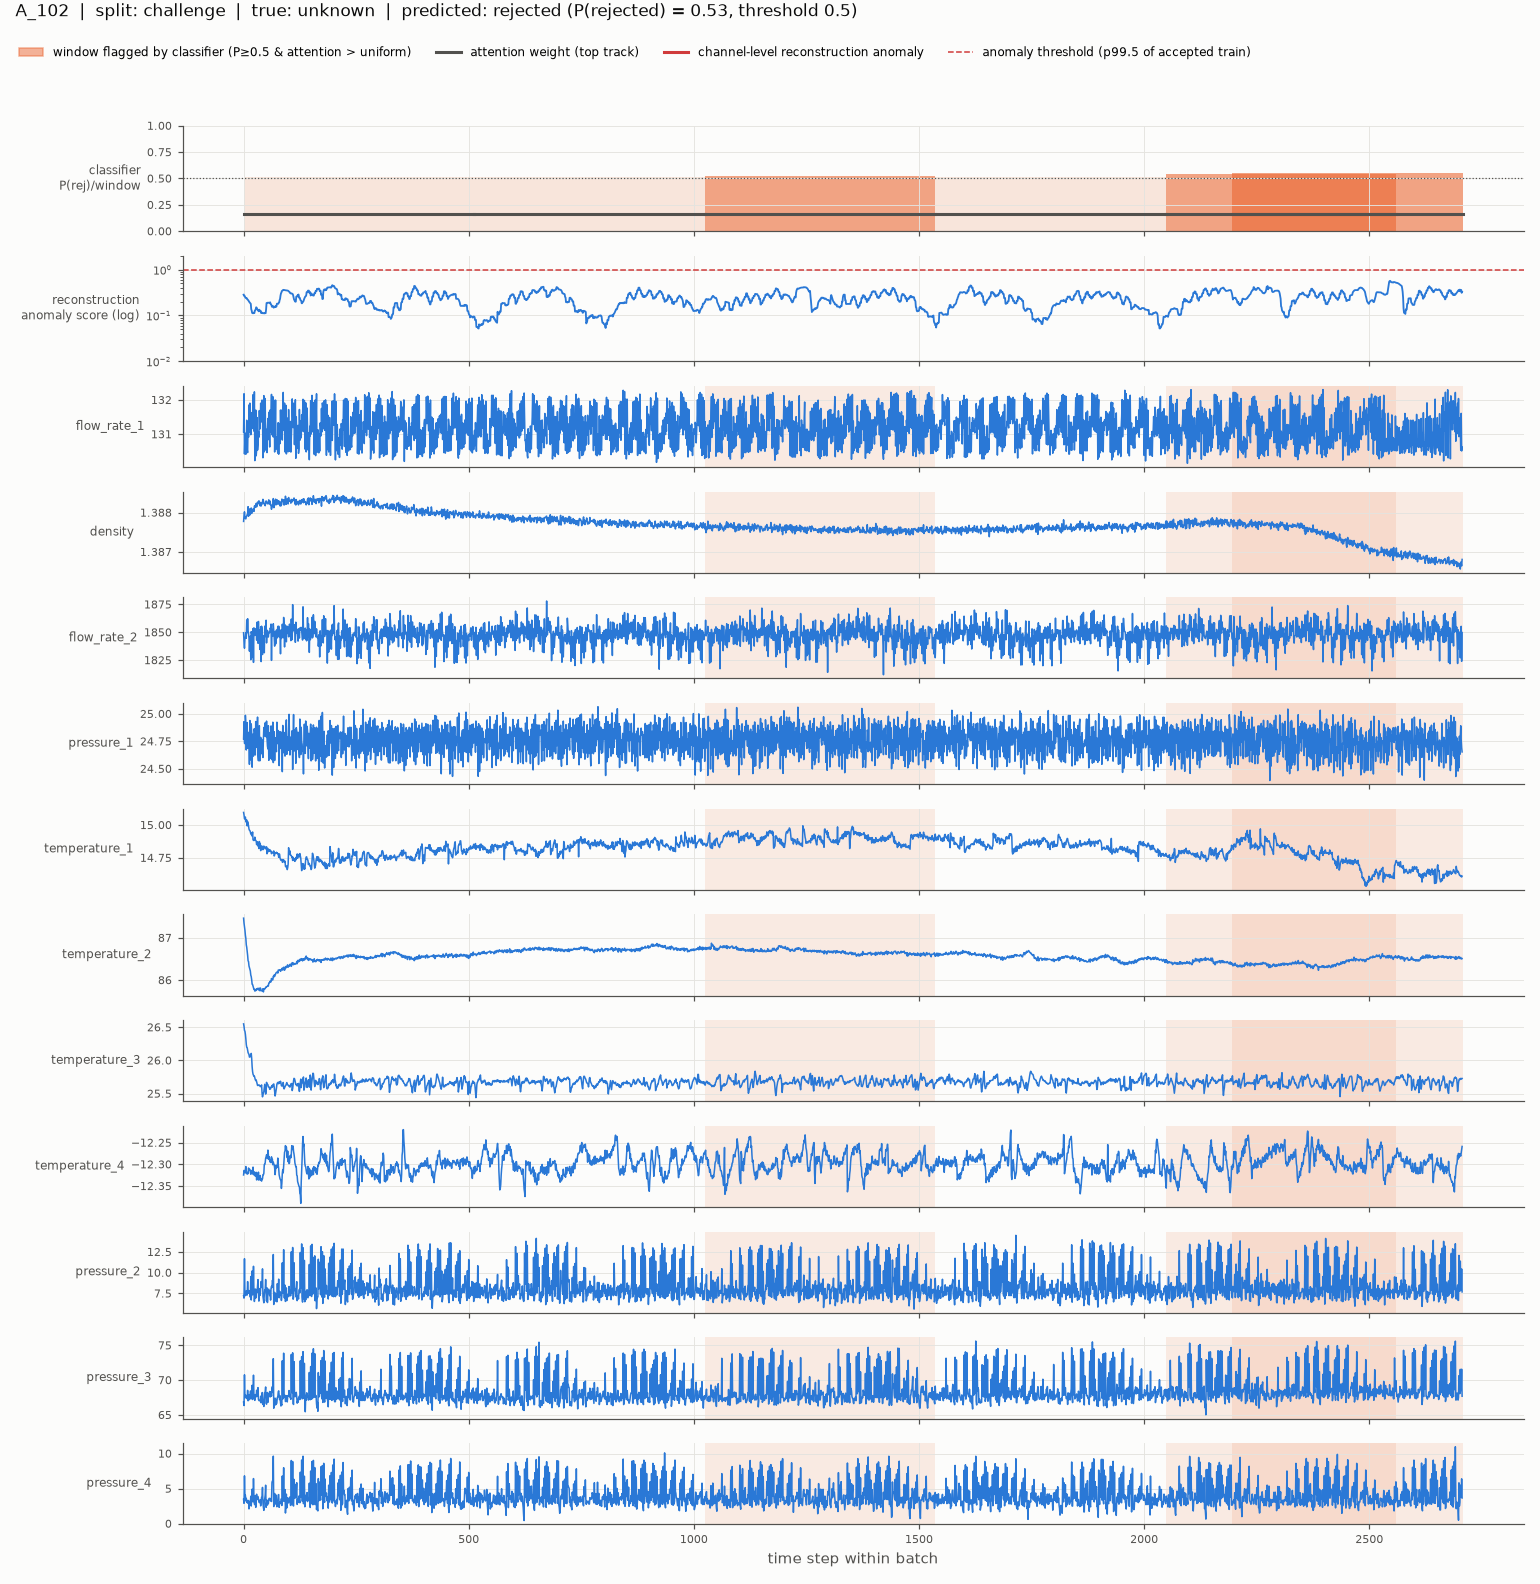 A_102 | split: challenge | true: unknown | predicted: rejected (P(rejected) = 0.53, threshold 0.5)
window flagged by classifier (P≥0.5 & attention > uniform)
attention weight (top track)
channel-level reconstruction anomaly
anomaly threshold (p99.5 of accepted train)
classifier
P(rej)/window
1.00
0.75
0.50
0.25
0.00
reconstruction
anomaly score (log)
10⁰
10⁻¹
10⁻²
flow_rate_1
132
131
density
1.388
1.387
flow_rate_2
1875
1850
1825
pressure_1
25.00
24.75
24.50
temperature_1
15.00
14.75
temperature_2
87
86
temperature_3
26.5
26.0
25.5
temperature_4
−12.25
−12.30
−12.35
pressure_2
12.5
10.0
7.5
pressure_3
75
70
65
pressure_4
10
5
0
0
500
1000
1500
2000
2500
time step within batch